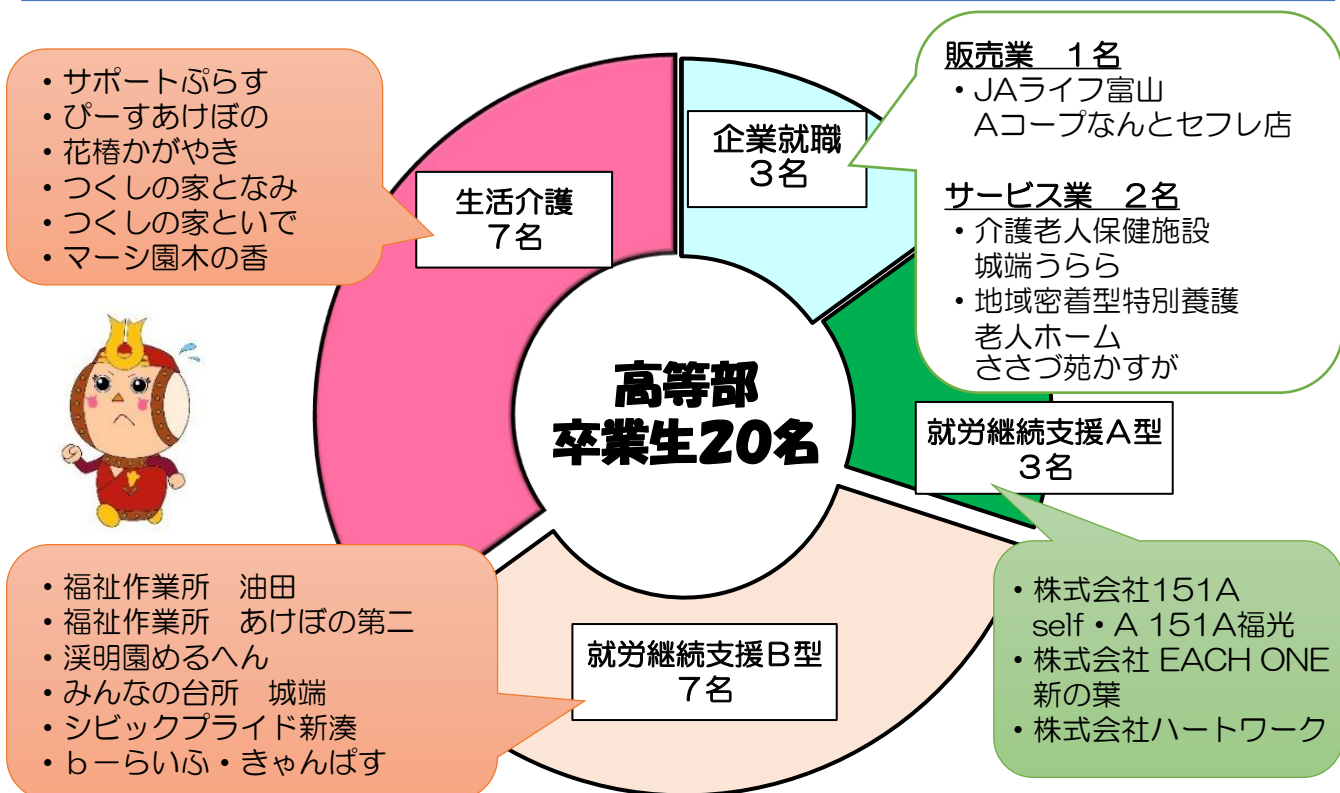 ・サポートぷらす
・ぴーすあけぼの
・花椿かがやき
・つくしの家となみ
・つくしの家といで
・マーシ園木の香
生活介護
７名
企業就職
３名
販売業　１名
・JAライフ富山
Aコープなんとセフレ店
サービス業　２名
・介護老人保健施設
城端うらら
・地域密着型特別養護
老人ホーム
ささづ苑かすが
高等部
卒業生20名
就労継続支援Ａ型
３名
・株式会社151A
self・A 151A福光
・株式会社 EACH ONE
新の葉
・株式会社ハートワーク
就労継続支援Ｂ型
７名
・福祉作業所　油田
・福祉作業所　あけぼの第二
・渓明園めるへん
・みんなの台所　城端
・シビックプライド新湊
・ｂーらいふ・きゃんぱす